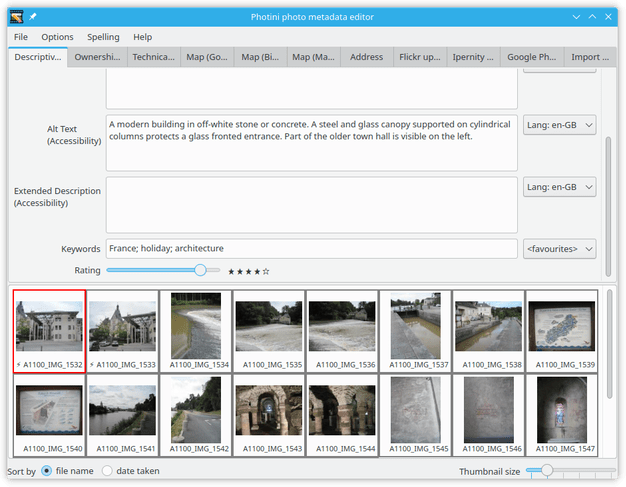 Photini photo metadata editor
File Options Spelling Help
Descriptiv... Ownershi... Technica... Map (Go... Map (Bi... Map (Ma... Address Flickr up... Ipernity ... Google Ph... Import ...
Alt Text
(Accessibility)
A modern building in off-white stone or concrete. A steel and glass canopy supported on cylindrical
columns protects a glass fronted entrance. Part of the older town hall is visible on the left.
Lang: en-GB
Extended Description
(Accessibility)
Lang: en-GB
Keywords France; holiday; architecture <favourites>
Rating ★★★★☆
⚡ A1100_IMG_1532 ⚡ A1100_IMG_1533 A1100_IMG_1534 A1100_IMG_1535 A1100_IMG_1536 A1100_IMG_1537 A1100_IMG_1538 A1100_IMG_1539
A1100_IMG_1540 A1100_IMG_1541 A1100_IMG_1542 A1100_IMG_1543 A1100_IMG_1544 A1100_IMG_1545 A1100_IMG_1546 A1100_IMG_1547
Sort by file name date taken Thumbnail size